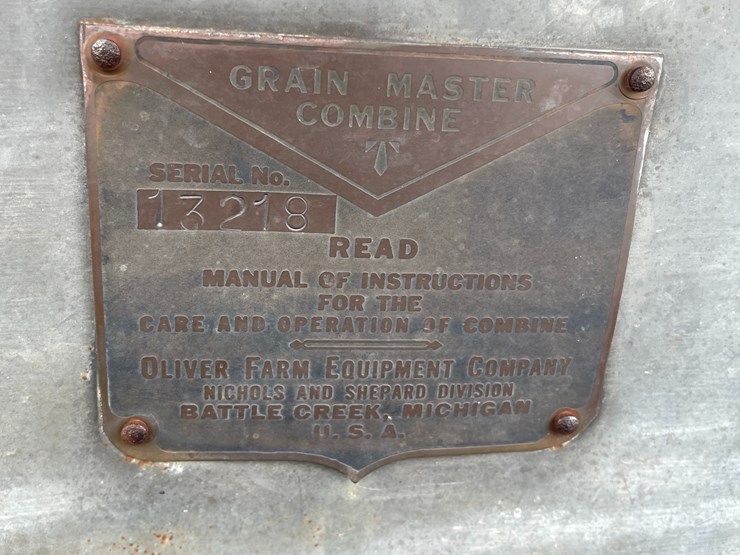 GRAIN MASTER
COMBINE
SERIAL No.
13218
READ
MANUAL OF INSTRUCTIONS
FOR THE
CARE AND OPERATION OF COMBINE
OLIVER FARM EQUIPMENT COMPANY
NICHOLS AND SHEPARD DIVISION
BATTLE CREEK, MICHIGAN
U. S. A.